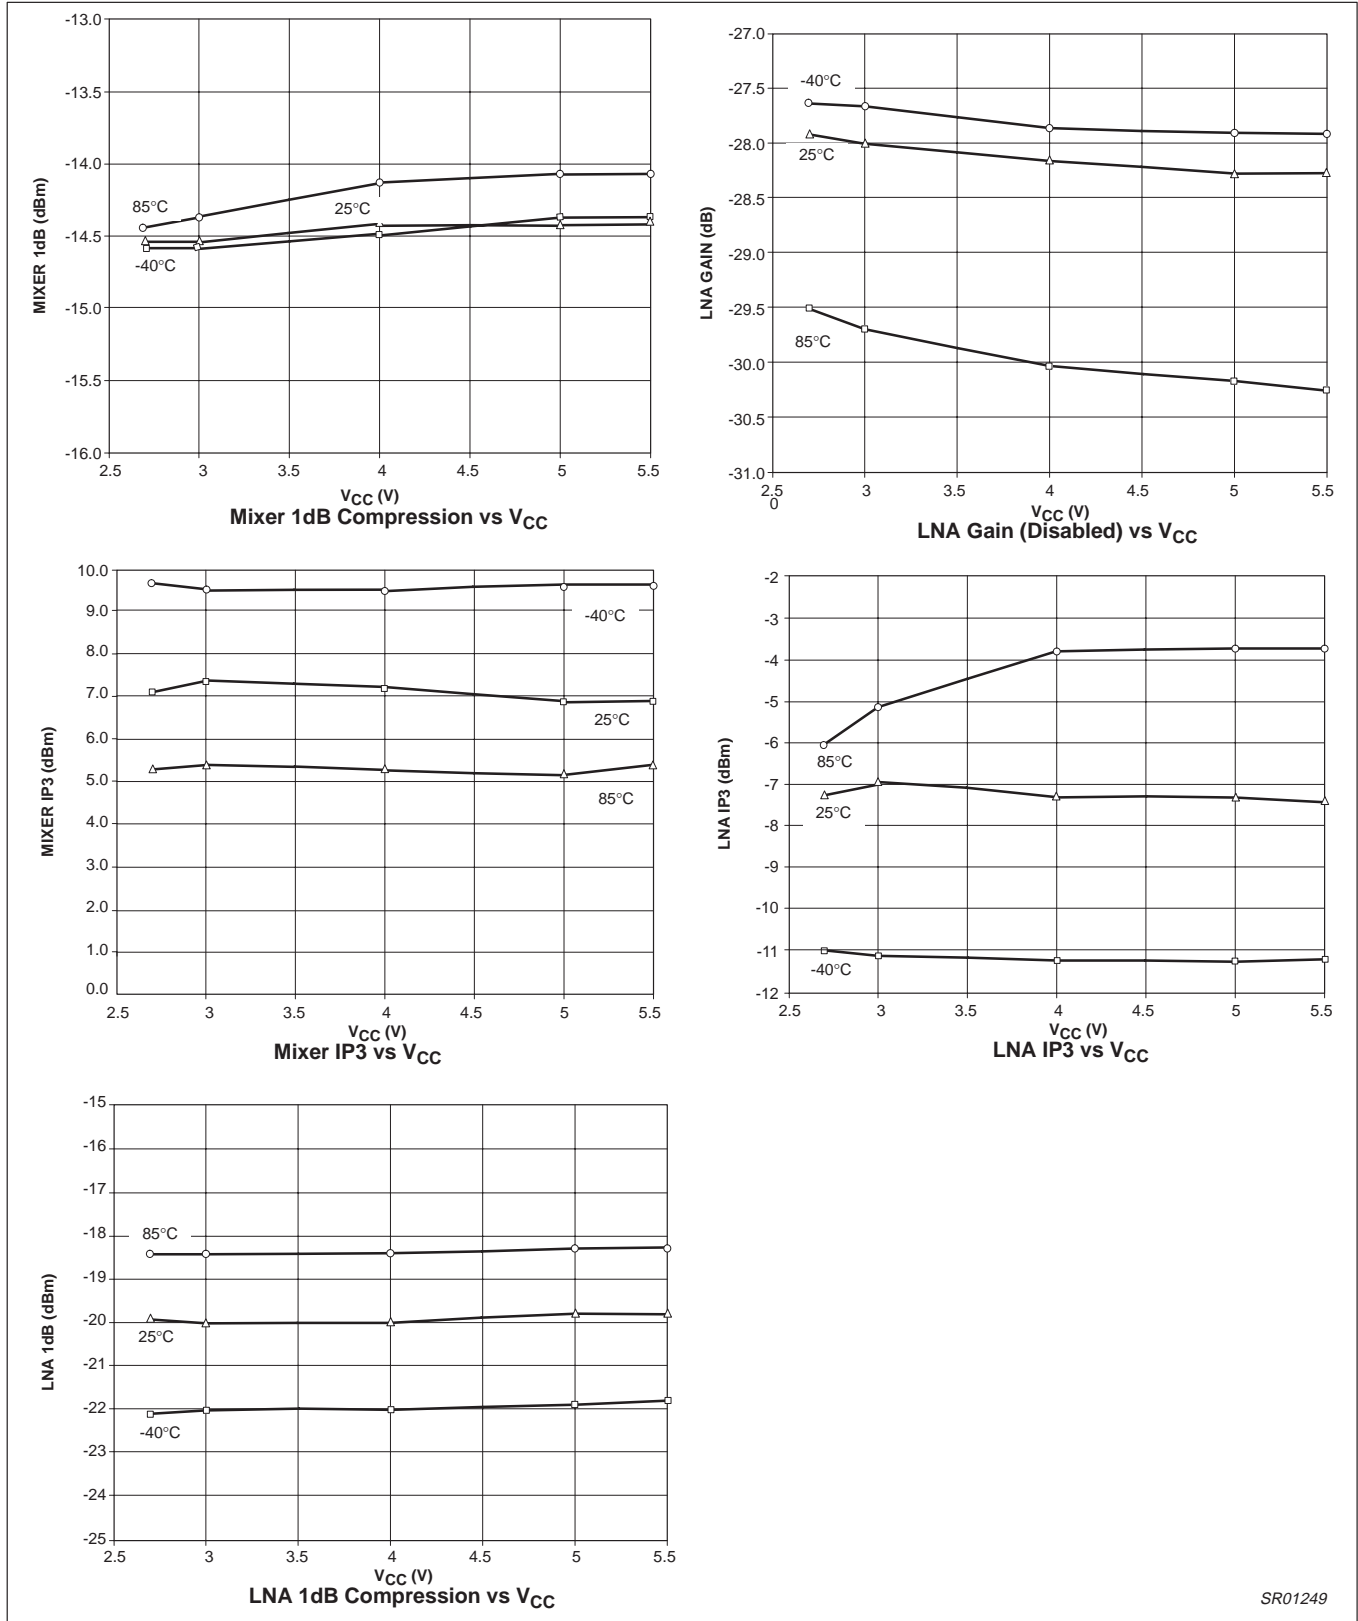 -13.0
-13.5
-14.0
-14.5
-15.0
-15.5
-16.0
MIXER 1dB (dBm)
85°C
25°C
-40°C
2.5 3 3.5 4 4.5 5 5.5
VCC (V)
Mixer 1dB Compression vs VCC
-27.0
-27.5
-28.0
-28.5
-29.0
-29.5
-30.0
-30.5
-31.0
LNA GAIN (dB)
-40°C
25°C
85°C
2.5 3 3.5 4 4.5 5 5.5
0
VCC (V)
LNA Gain (Disabled) vs VCC
10.0
9.0
8.0
7.0
6.0
5.0
4.0
3.0
2.0
1.0
0.0
MIXER IP3 (dBm)
-40°C
25°C
85°C
2.5 3 3.5 4 4.5 5 5.5
VCC (V)
Mixer IP3 vs VCC
-2
-3
-4
-5
-6
-7
-8
-9
-10
-11
-12
LNA IP3 (dBm)
85°C
25°C
-40°C
2.5 3 3.5 4 4.5 5 5.5
VCC (V)
LNA IP3 vs VCC
-15
-16
-17
-18
-19
-20
-21
-22
-23
-24
-25
LNA 1dB (dBm)
85°C
25°C
-40°C
2.5 3 3.5 4 4.5 5 5.5
VCC (V)
LNA 1dB Compression vs VCC
SR01249